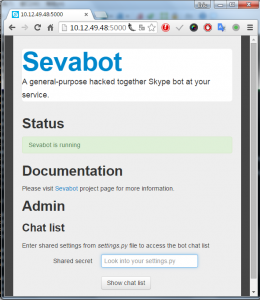 10.12.49.48:5000
10.12.49.48:5000
Sevabot
A general-purpose hacked together Skype bot at your
service.
Status
Sevabot is running
Documentation
Please visit Sevabot project page for more information.
Admin
Chat list
Enter shared settings from settings.py file to access the bot chat list
Shared secret
Look into your settings.py
Show chat list